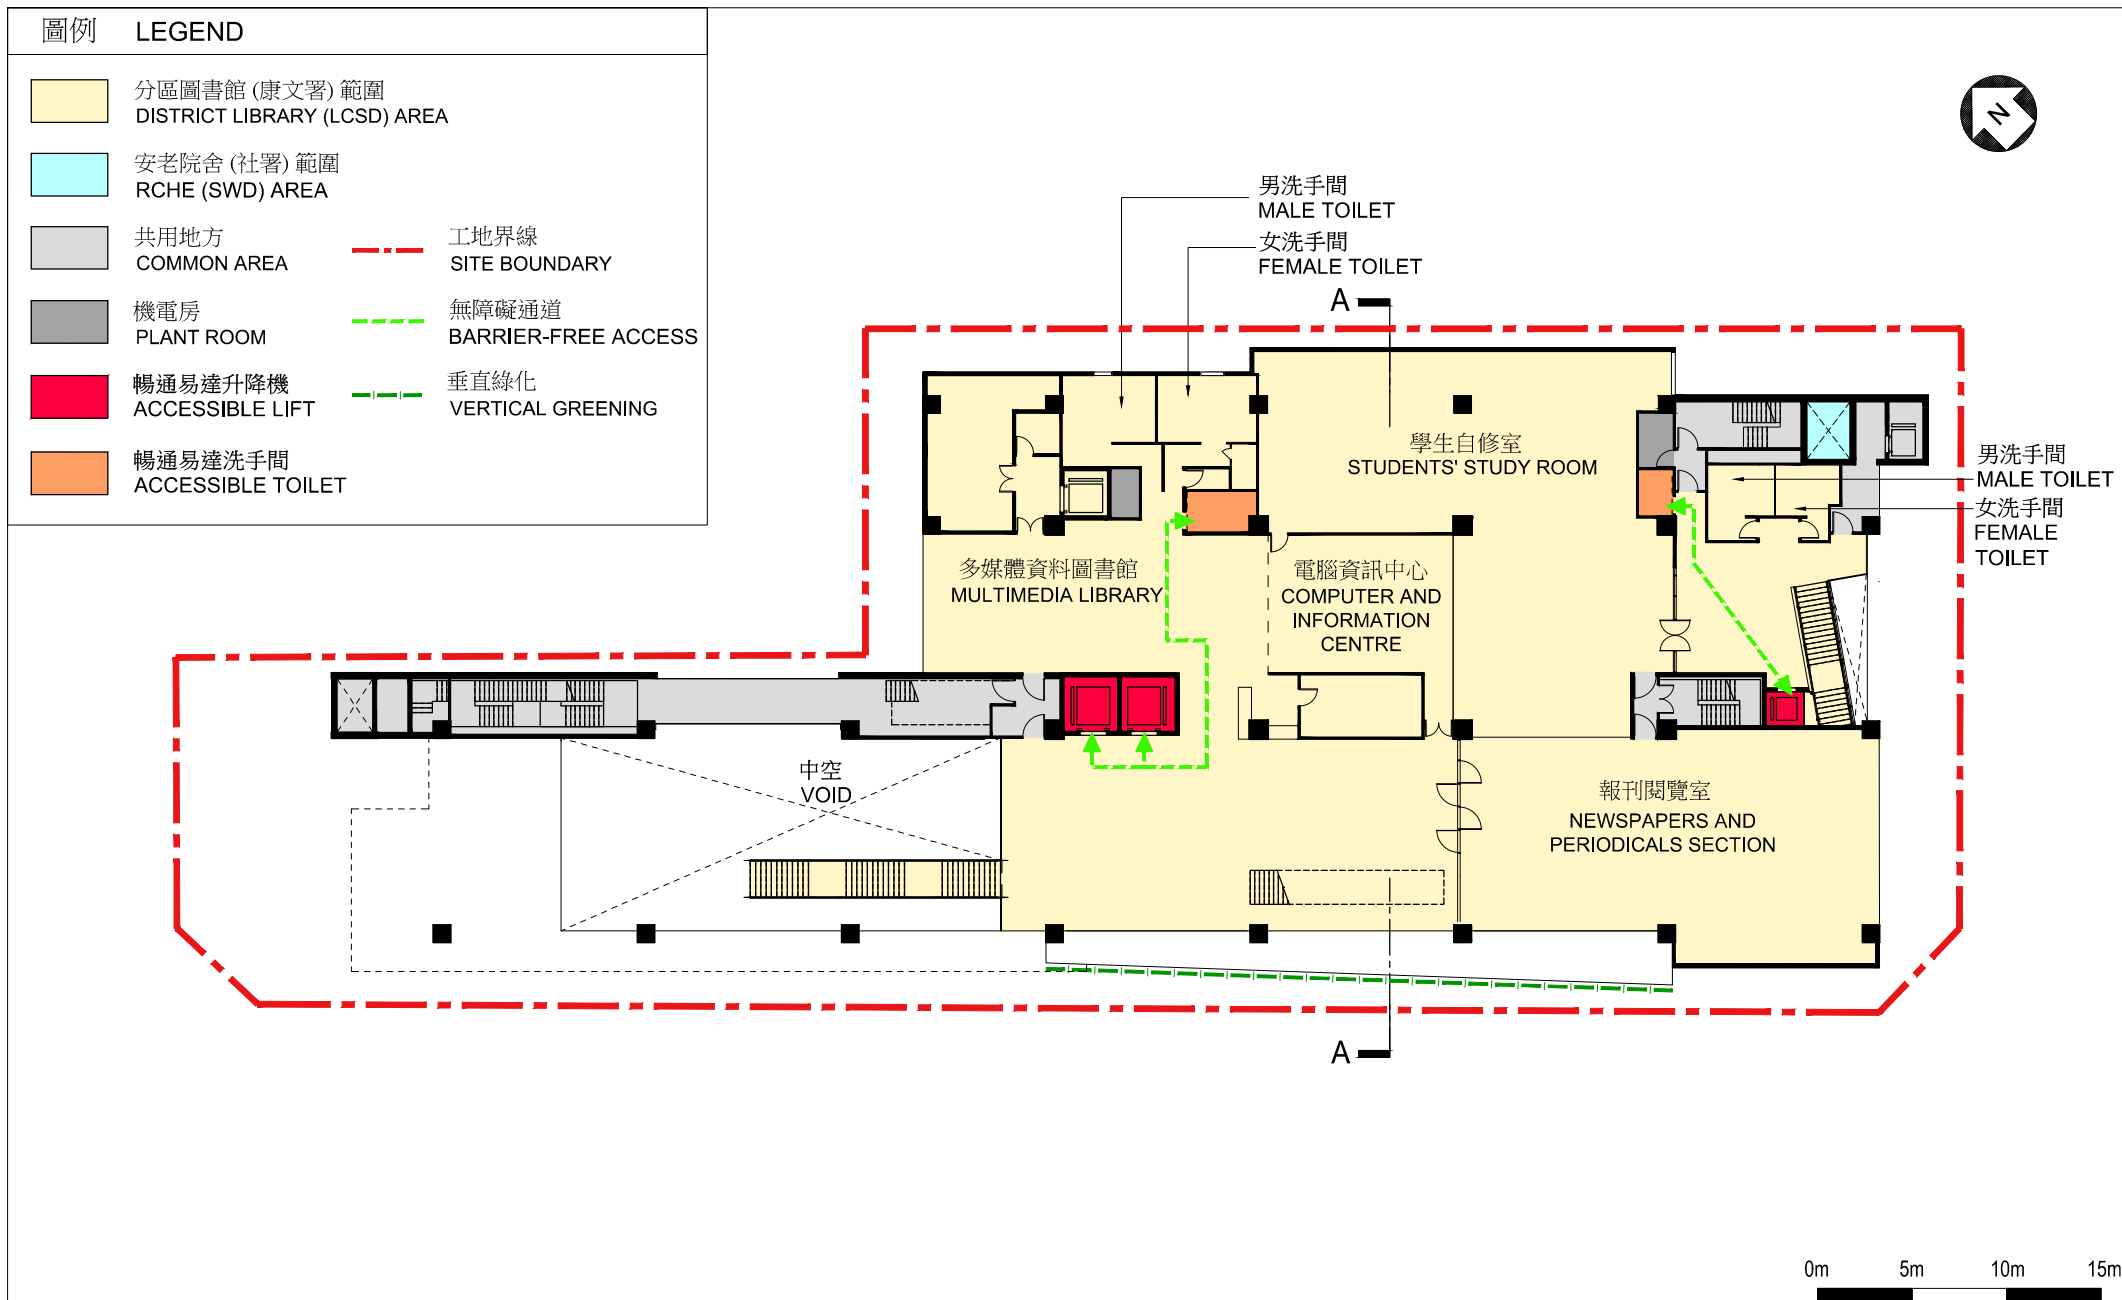 圖例 LEGEND
分區圖書館 (康文署) 範圍
DISTRICT LIBRARY (LCSD) AREA
安老院舍 (社署) 範圍
RCHE (SWD) AREA
共用地方
COMMON AREA
工地界線
SITE BOUNDARY
機電房
PLANT ROOM
無障礙通道
BARRIER-FREE ACCESS
暢通易達升降機
ACCESSIBLE LIFT
垂直綠化
VERTICAL GREENING
暢通易達洗手間
ACCESSIBLE TOILET
N
男洗手間
MALE TOILET
女洗手間
FEMALE TOILET
A
學生自修室
STUDENTS' STUDY ROOM
男洗手間
MALE TOILET
女洗手間
FEMALE
TOILET
多媒體資料圖書館
MULTIMEDIA LIBRARY
電腦資訊中心
COMPUTER AND
INFORMATION
CENTRE
中空
VOID
報刊閱覽室
NEWSPAPERS AND
PERIODICALS SECTION
A
0m 5m 10m 15m